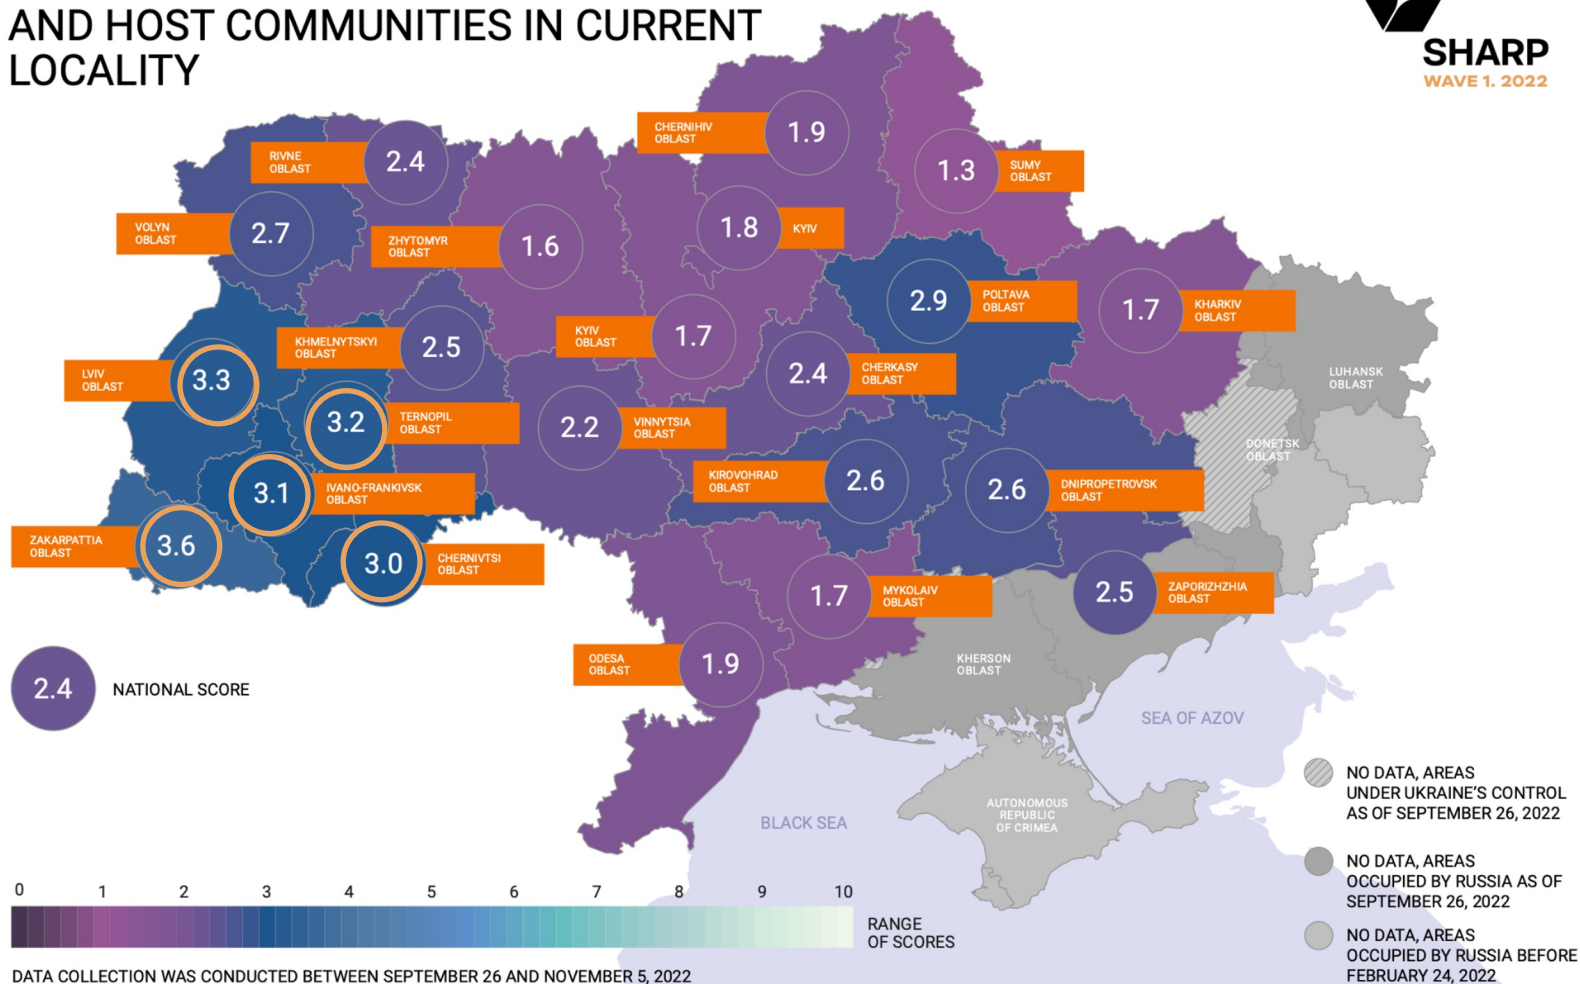 AND HOST COMMUNITIES IN CURRENT
LOCALITY
SHARP
WAVE 1. 2022
CHERNIHIV
OBLAST
1.9
RIVNE
OBLAST
2.4
1.3
SUMY
OBLAST
VOLYN
OBLAST
2.7
ZHYTOMYR
OBLAST
1.6
1.8
KYIV
2.9
POLTAVA
OBLAST
1.7
KHARKIV
OBLAST
KHMELNYTSKYI
OBLAST
2.5
KYIV
OBLAST
1.7
LVIV
OBLAST
3.3
2.4
CHERKASY
OBLAST
LUHANSK
OBLAST
3.2
TERNOPIL
OBLAST
2.2
VINNYTSIA
OBLAST
DONETSK
OBLAST
3.1
IVANO-FRANKIVSK
OBLAST
KIROVOHRAD
OBLAST
2.6
2.6
DNIPROPETROVSK
OBLAST
ZAKARPATTIA
OBLAST
3.6
3.0
CHERNIVTSI
OBLAST
1.7
MYKOLAIV
OBLAST
2.5
ZAPORIZHZHIA
OBLAST
ODESA
OBLAST
1.9
KHERSON
OBLAST
2.4
NATIONAL SCORE
SEA OF AZOV
BLACK SEA
AUTONOMOUS
REPUBLIC
OF CRIMEA
NO DATA, AREAS
UNDER UKRAINE'S CONTROL
AS OF SEPTEMBER 26, 2022
NO DATA, AREAS
OCCUPIED BY RUSSIA AS OF
SEPTEMBER 26, 2022
NO DATA, AREAS
OCCUPIED BY RUSSIA BEFORE
FEBRUARY 24, 2022
0 1 2 3 4 5 6 7 8 9 10
RANGE
OF SCORES
DATA COLLECTION WAS CONDUCTED BETWEEN SEPTEMBER 26 AND NOVEMBER 5, 2022